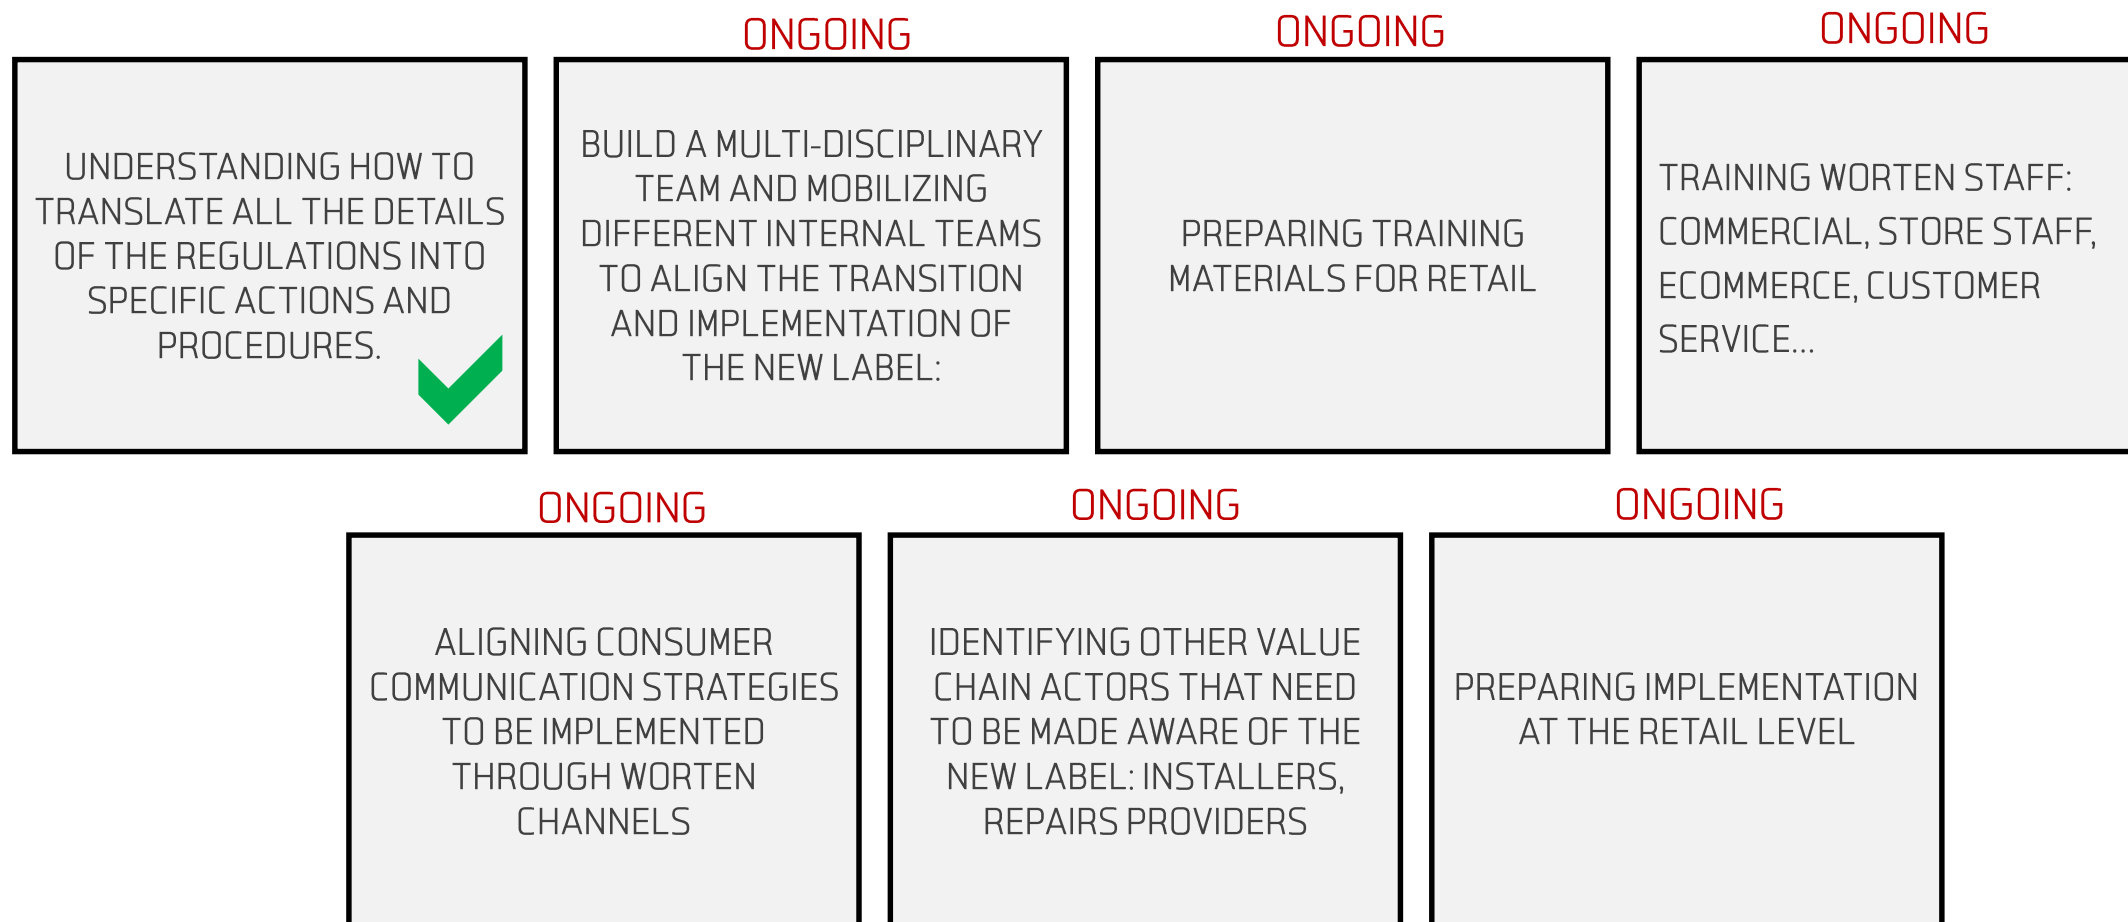 UNDERSTANDING HOW TO
TRANSLATE ALL THE DETAILS
OF THE REGULATIONS INTO
SPECIFIC ACTIONS AND
PROCEDURES.
ONGOING
BUILD A MULTI-DISCIPLINARY
TEAM AND MOBILIZING
DIFFERENT INTERNAL TEAMS
TO ALIGN THE TRANSITION
AND IMPLEMENTATION OF
THE NEW LABEL:
ONGOING
PREPARING TRAINING
MATERIALS FOR RETAIL
ONGOING
TRAINING WORTEN STAFF:
COMMERCIAL, STORE STAFF,
ECOMMERCE, CUSTOMER
SERVICE...
ONGOING
ALIGNING CONSUMER
COMMUNICATION STRATEGIES
TO BE IMPLEMENTED
THROUGH WORTEN
CHANNELS
ONGOING
IDENTIFYING OTHER VALUE
CHAIN ACTORS THAT NEED
TO BE MADE AWARE OF THE
NEW LABEL: INSTALLERS,
REPAIRS PROVIDERS
ONGOING
PREPARING IMPLEMENTATION
AT THE RETAIL LEVEL